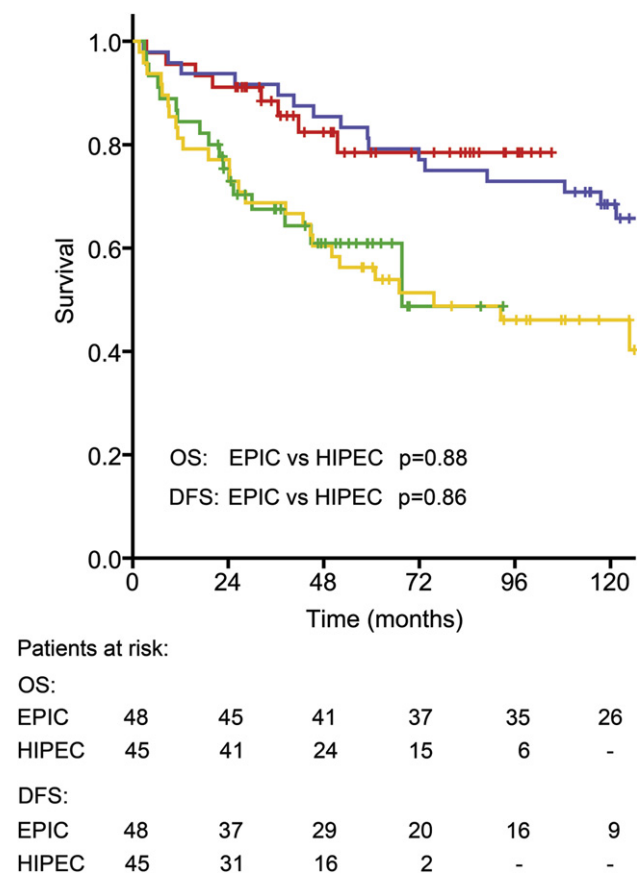 1.0
0.8
0.6
0.4
0.2
0.0
Survival
OS: EPIC vs HIPEC p=0.88
DFS: EPIC vs HIPEC p=0.86
0 24 48 72 96 120
Time (months)
Patients at risk:
OS:
EPIC 48 45 41 37 35 26
HIPEC 45 41 24 15 6 -
DFS:
EPIC 48 37 29 20 16 9
HIPEC 45 31 16 2 - -